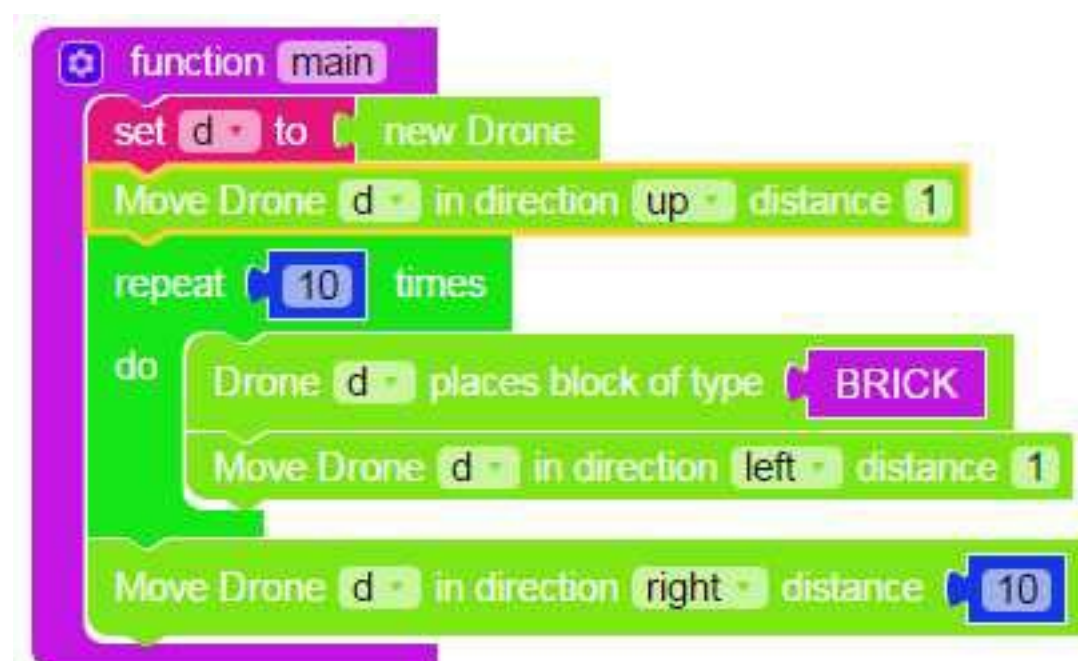 function main
set d to new Drone
Move Drone d in direction up distance 1
repeat 10 times
do
Drone d places block of type BRICK
Move Drone d in direction left distance 1
Move Drone d in direction right distance 10